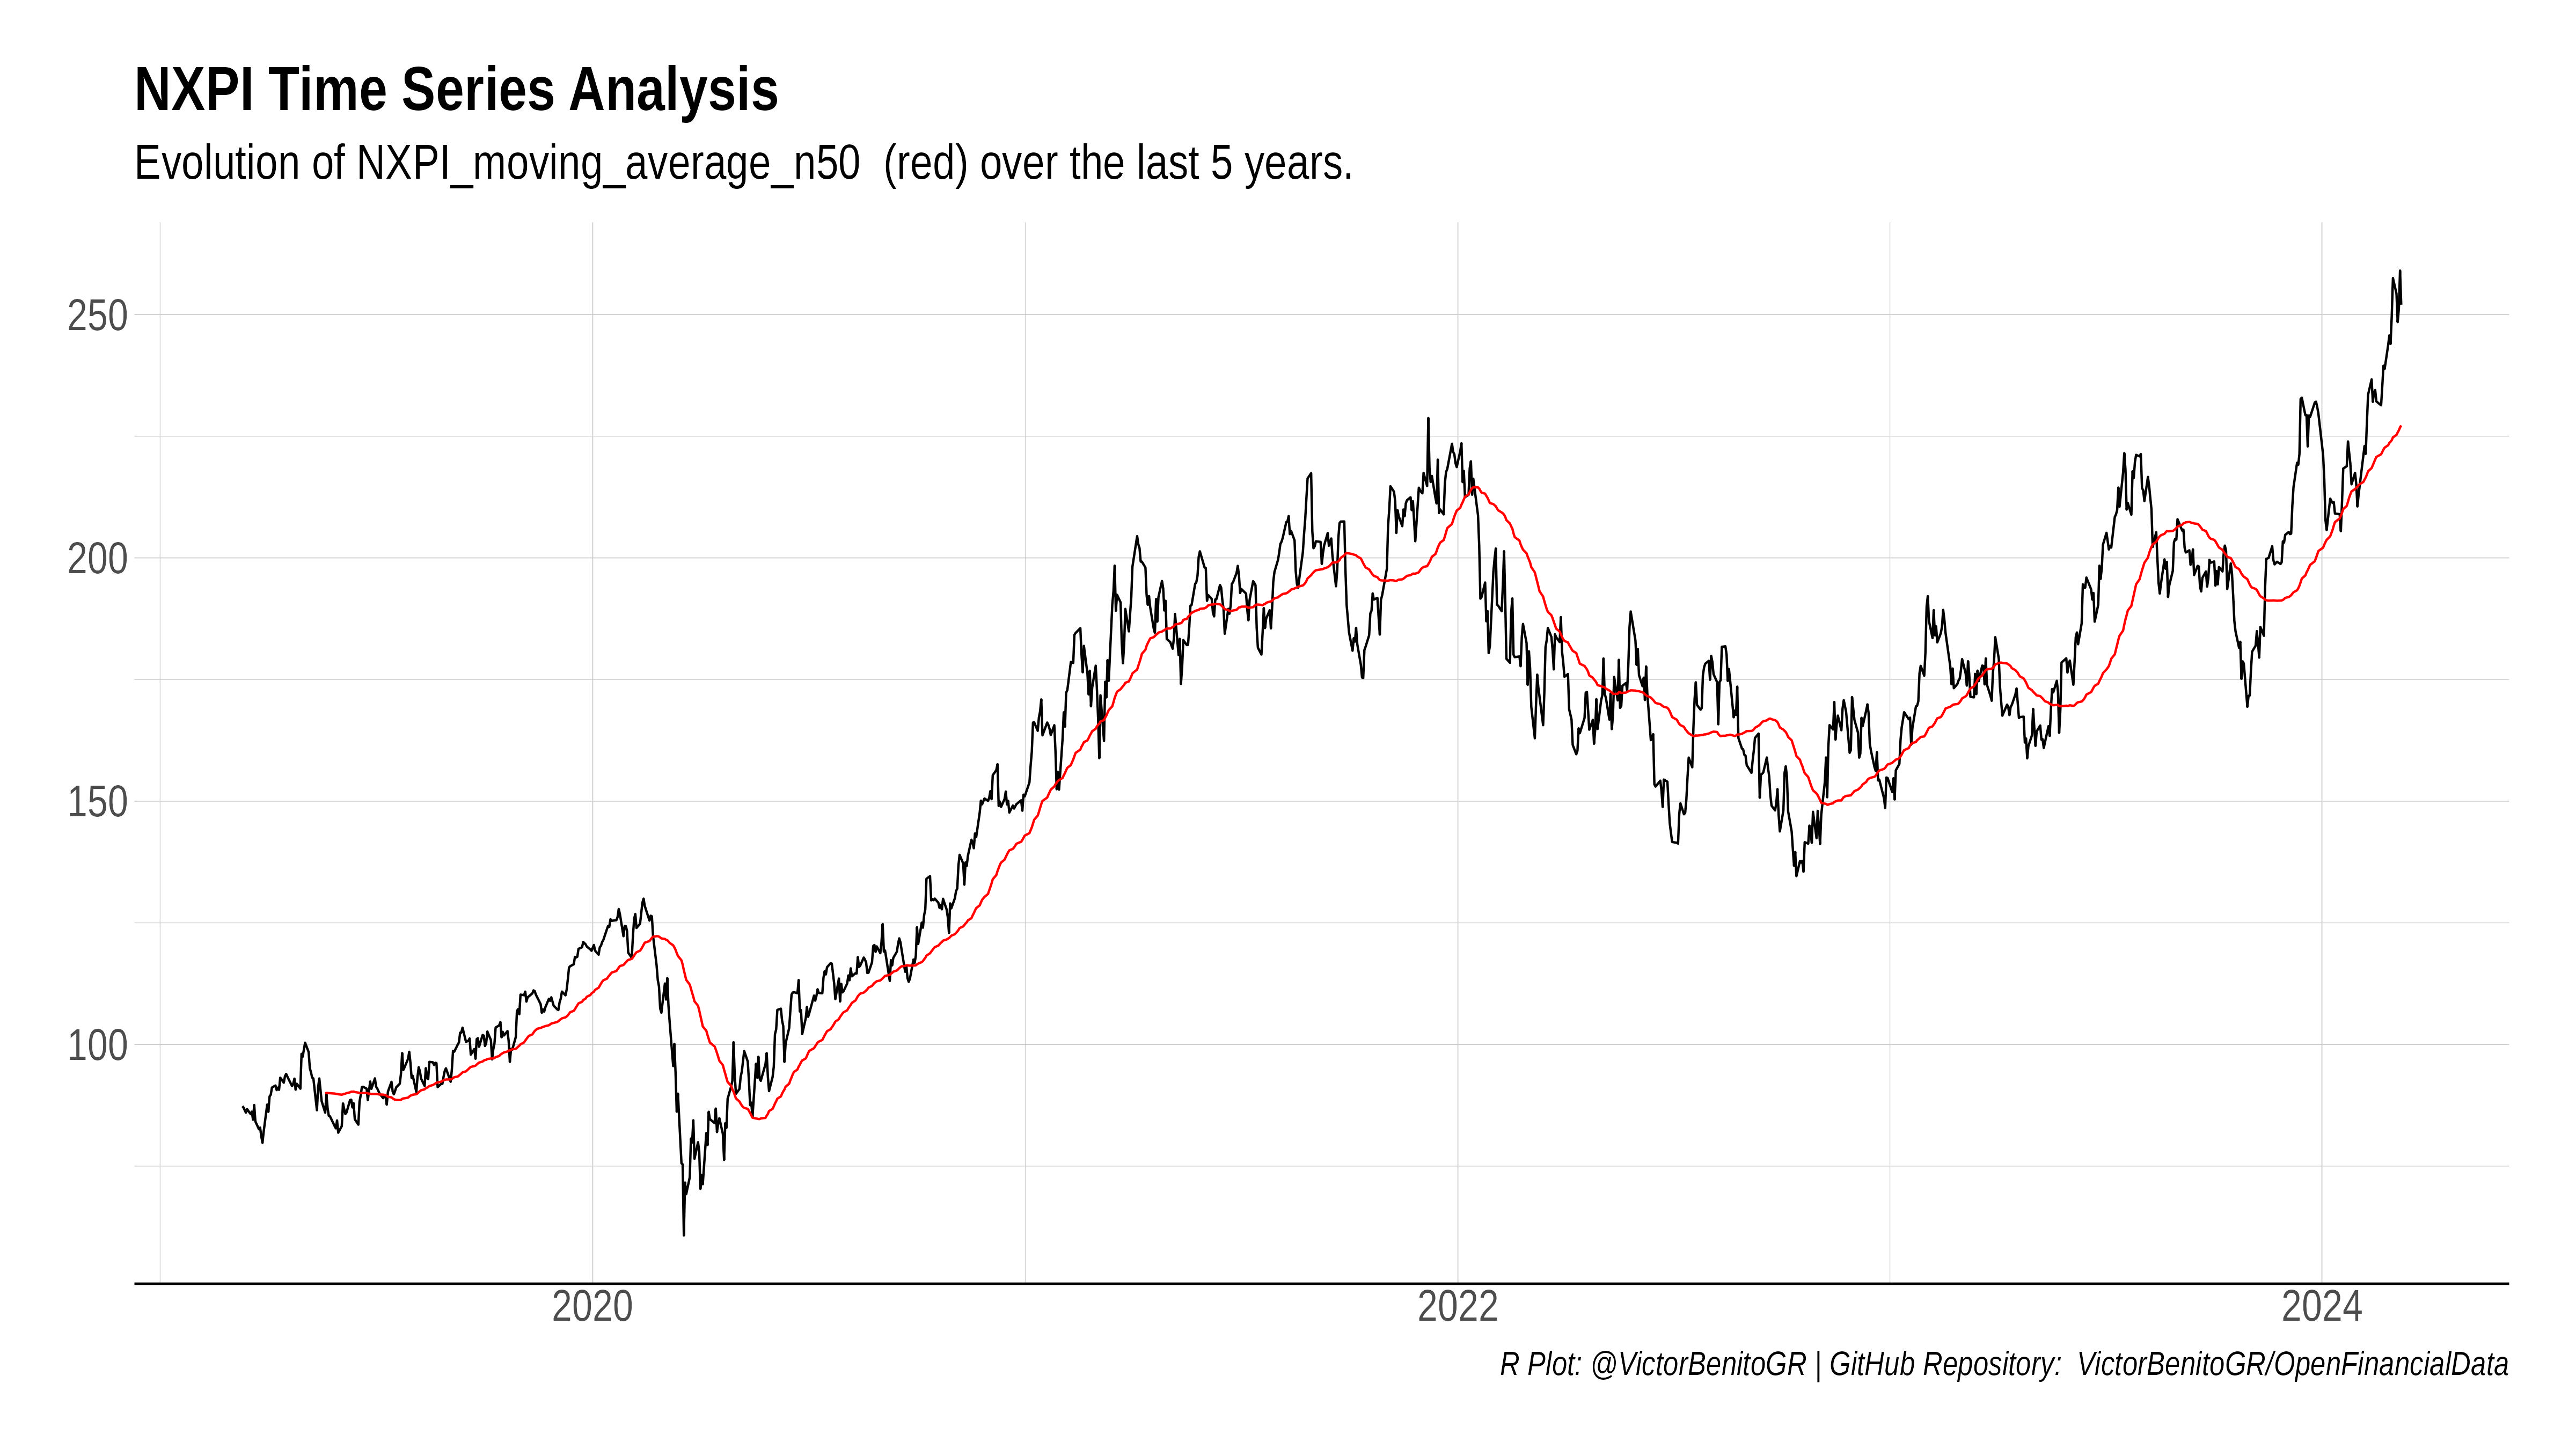 NXPI Time Series Analysis
Evolution of NXPI_moving_average_n50  (red) over the last 5 years.
250
200
150
100
2020 2022 2024
R Plot: @VictorBenitoGR | GitHub Repository:  VictorBenitoGR/OpenFinancialData